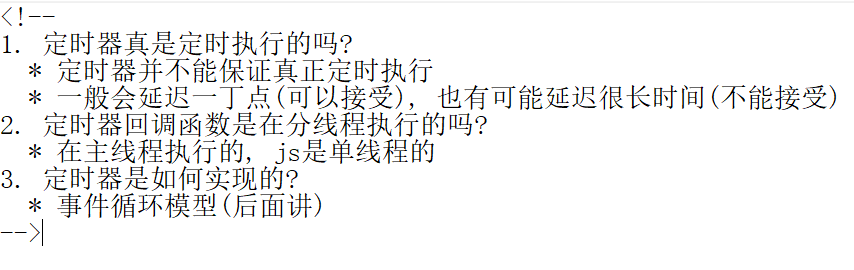 <!--
1. 定时器真是定时执行的吗?
* 定时器并不能保证真正定时执行
* 一般会延迟一丁点(可以接受), 也有可能延迟很长时间(不能接受)
2. 定时器回调函数是在分线程执行的吗?
* 在主线程执行的, js是单线程的
3. 定时器是如何实现的?
* 事件循环模型(后面讲)
-->